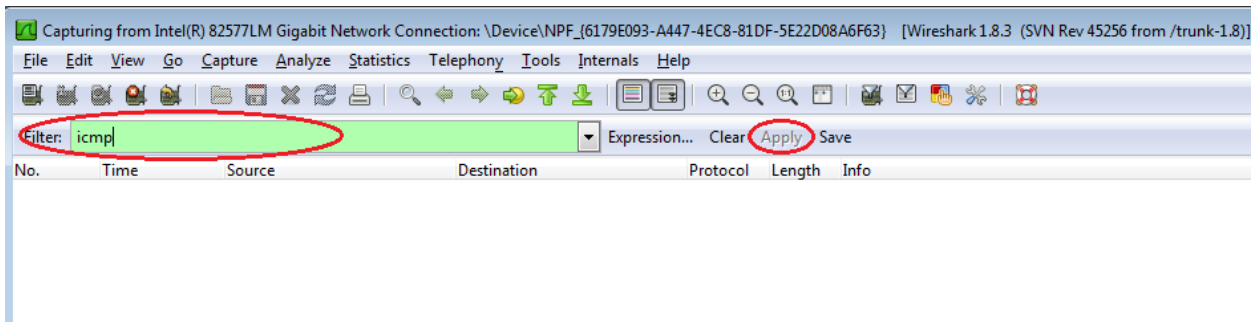 Capturing from Intel(R) 82577LM Gigabit Network Connection: \Device\NPF_{6179E093-A447-4EC8-81DF-5E22D08A6F63} [Wireshark 1.8.3 (SVN Rev 45256 from /trunk-1.8)]
File Edit View Go Capture Analyze Statistics Telephony Tools Internals Help
Filter: icmp Expression... Clear Apply Save
No. Time Source Destination Protocol Length Info